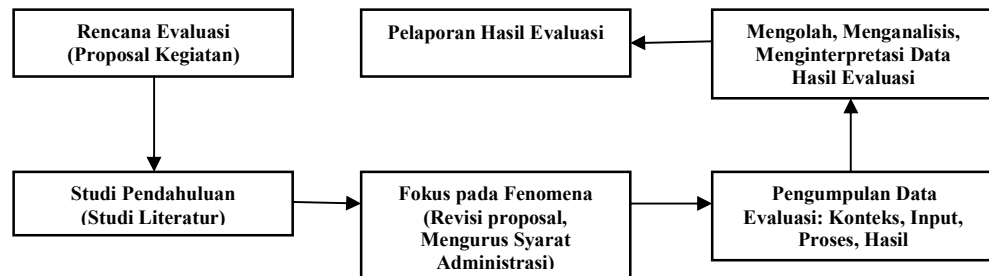 Rencana Evaluasi
(Proposal Kegiatan)
Pelaporan Hasil Evaluasi
Mengolah, Menganalisis,
Menginterpretasi Data
Hasil Evaluasi
Studi Pendahuluan
(Studi Literatur)
Fokus pada Fenomena
(Revisi proposal,
Mengurus Syarat
Administrasi)
Pengumpulan Data
Evaluasi: Konteks, Input,
Proses, Hasil